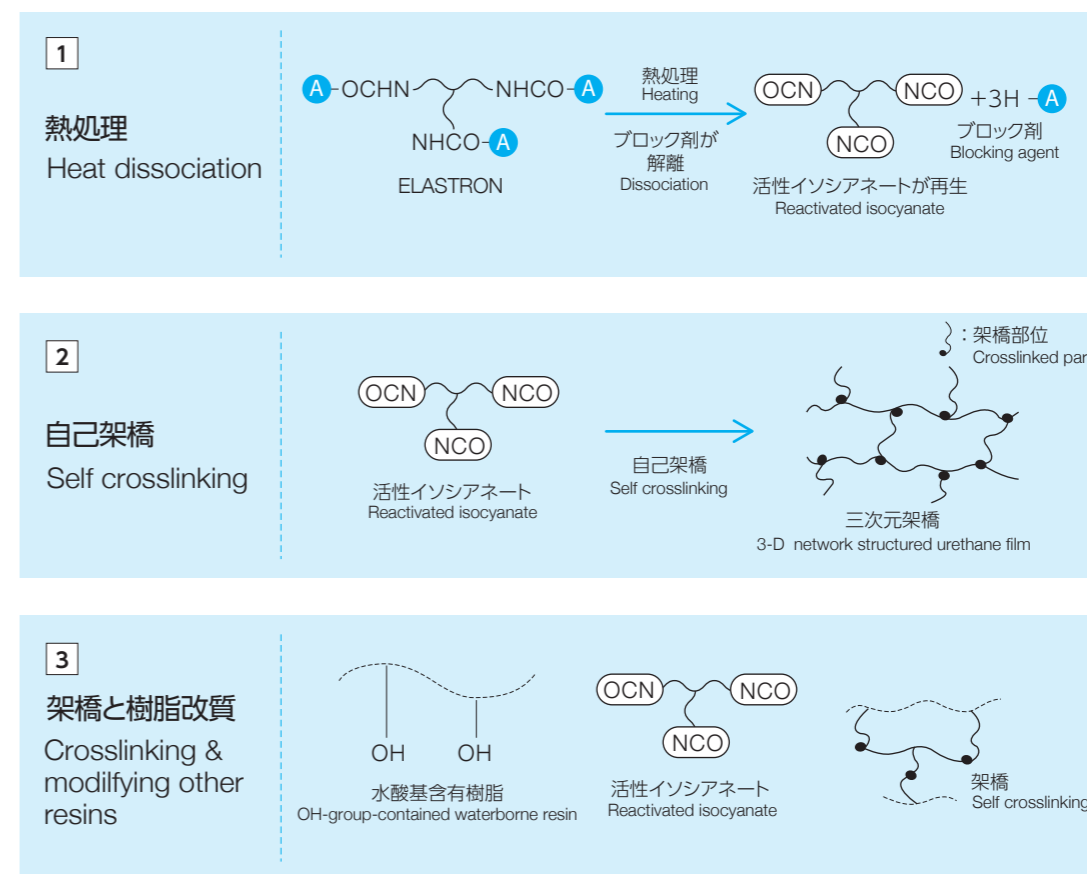 1
熱処理
Heat dissociation
A-OCHN
NHCO-A
NHCO-A
ELASTRON
熱処理
Heating
ブロック剤が
解離
Dissociation
OCN
NCO
NCO
+3H-A
ブロック剤
Blocking agent
活性イソシアネートが再生
Reactivated isocyanate
2
自己架橋
Self crosslinking
OCN
NCO
NCO
活性イソシアネート
Reactivated isocyanate
自己架橋
Self crosslinking
：架橋部位
Crosslinked par
三次元架橋
3-D network structured urethane film
3
架橋と樹脂改質
Crosslinking &
modilfying other
resins
OH
OH
水酸基含有樹脂
OH-group-contained waterborne resin
OCN
NCO
NCO
活性イソシアネート
Reactivated isocyanate
架橋
Self crosslinking